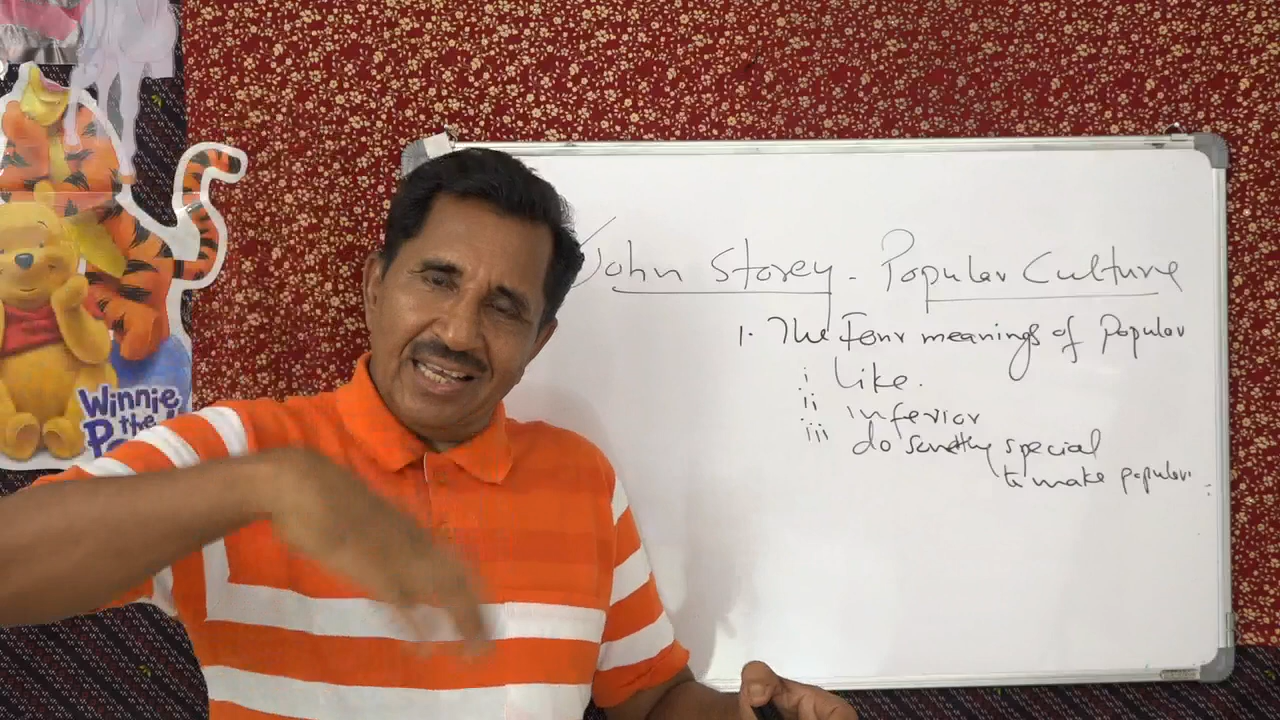 John Storey - Popular Culture
1. The Four meanings of Popular
i like.
ii inferior
iii do something special
to make popular.
Winnie
the